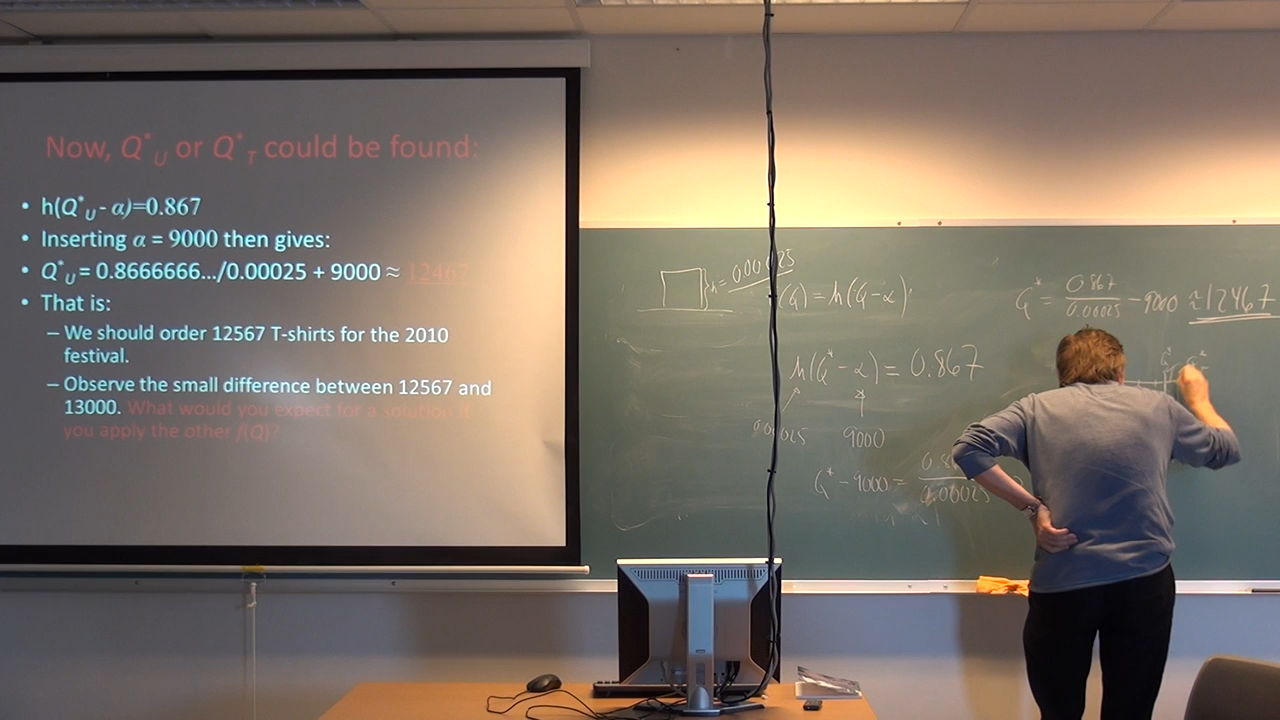 Now, Q*U or Q*T could be found:
• h(Q*U - α)=0.867
• Inserting α = 9000 then gives:
• Q*U = 0.8666666.../0.00025 + 9000 ≈ 12467
• That is:
– We should order 12567 T-shirts for the 2010
festival.
– Observe the small difference between 12567 and
13000. What would you expect for a solution if
you apply the other f(Q)?
h = 0.00025
(Q) = h(Q-α)
h(Q* - α) = 0.867
0.00025 9000
Q* - 9000 = 0.8 / 0.00025
Q* = 0.867 / 0.00025 - 9000 ≈ 12467